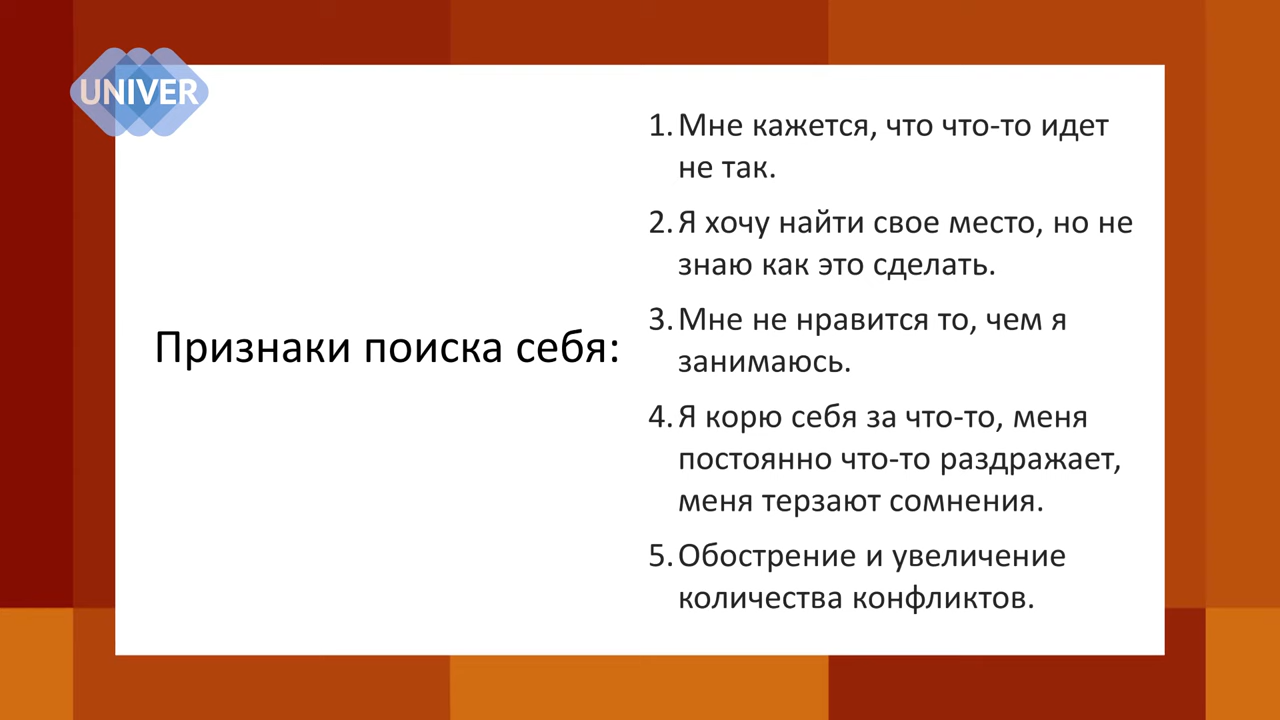 UNIVER
Признаки поиска себя:
1. Мне кажется, что что-то идет
не так.
2. Я хочу найти свое место, но не
знаю как это сделать.
3. Мне не нравится то, чем я
занимаюсь.
4. Я корю себя за что-то, меня
постоянно что-то раздражает,
меня терзают сомнения.
5. Обострение и увеличение
количества конфликтов.